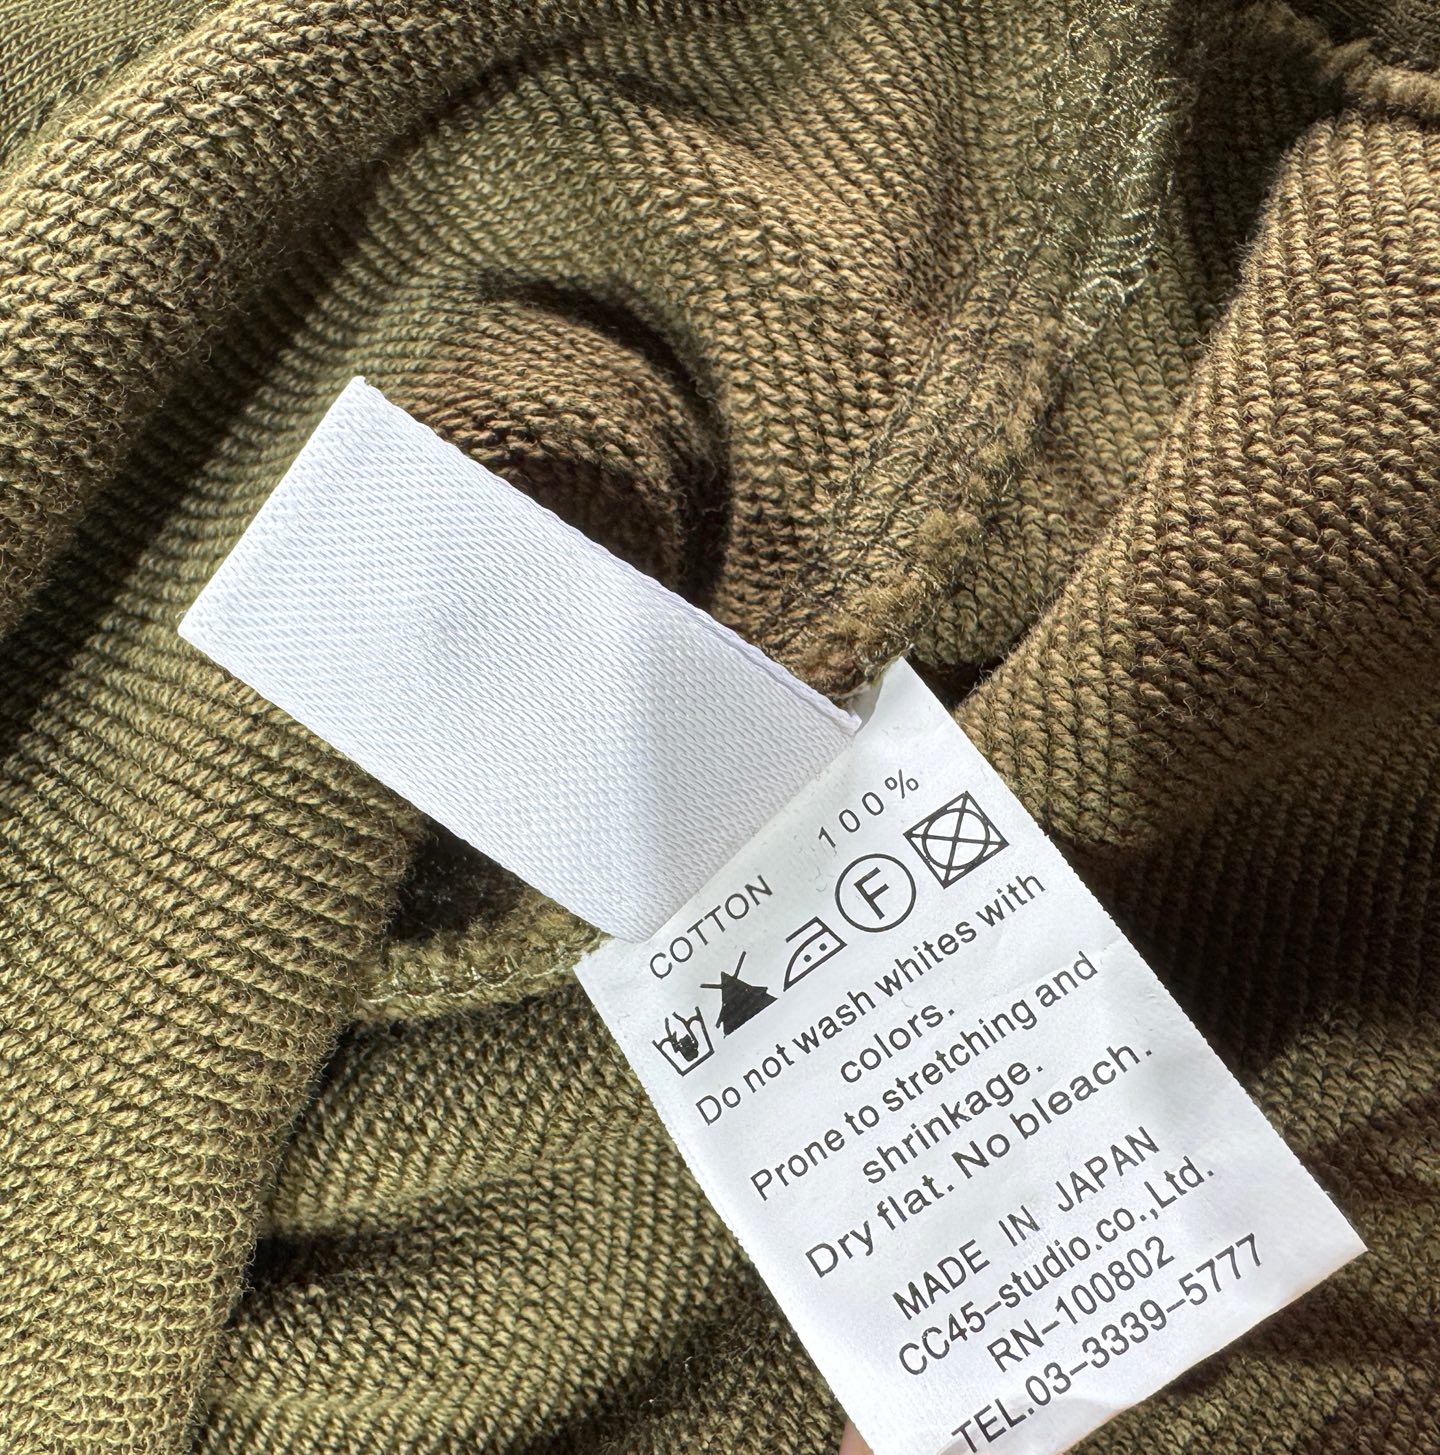 COTTON 100%
F
Do not wash whites with
colors.
Prone to stretching and
shrinkage.
Dry flat. No bleach.
MADE IN JAPAN
CC45-studio.co.,Ltd.
RN-100802
TEL.03-3339-5777